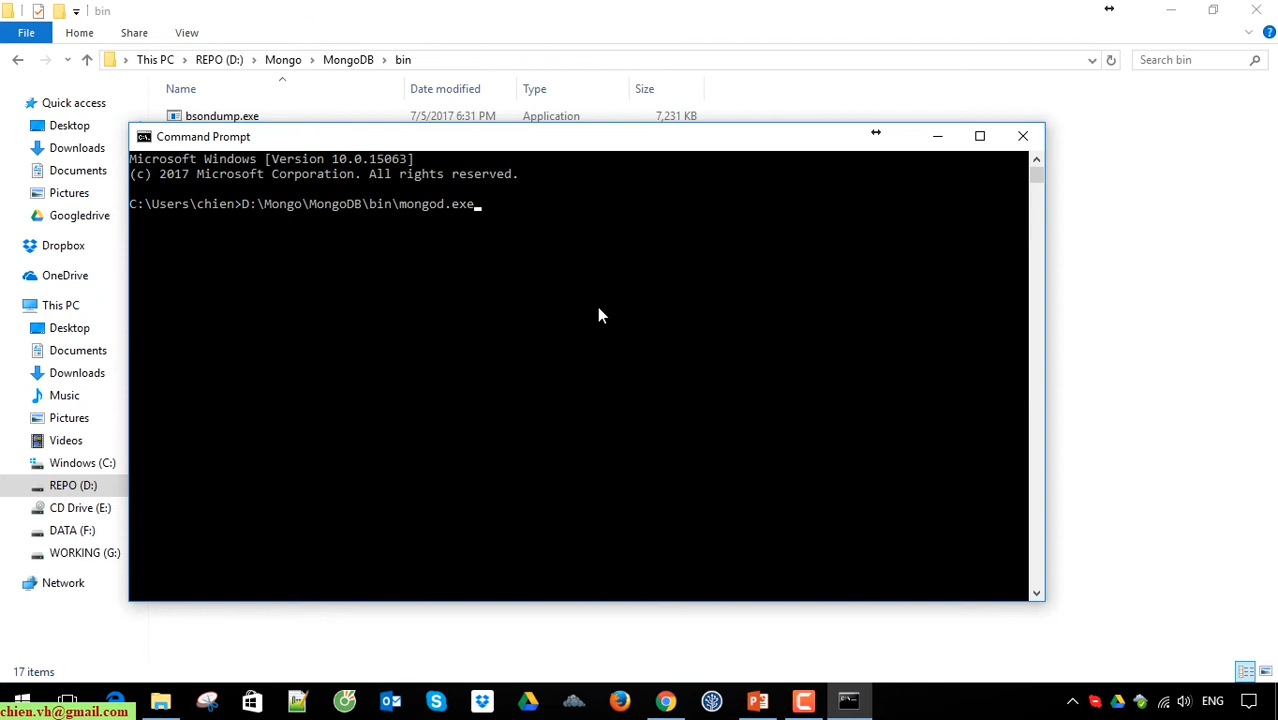 bin
File Home Share View
This PC REPO (D:) Mongo MongoDB bin
Search bin
Name Date modified Type Size
bsondump.exe 7/5/2017 6:31 PM Application 7,231 KB
Quick access
Desktop
Downloads
Documents
Pictures
Googledrive
Dropbox
OneDrive
This PC
Desktop
Documents
Downloads
Music
Pictures
Videos
Windows (C:)
REPO (D:)
CD Drive (E:)
DATA (F:)
WORKING (G:)
Network
Command Prompt
Microsoft Windows [Version 10.0.15063]
(c) 2017 Microsoft Corporation. All rights reserved.
C:\Users\chien>D:\Mongo\MongoDB\bin\mongod.exe
17 items
chien.vh@gmail.com
ENG